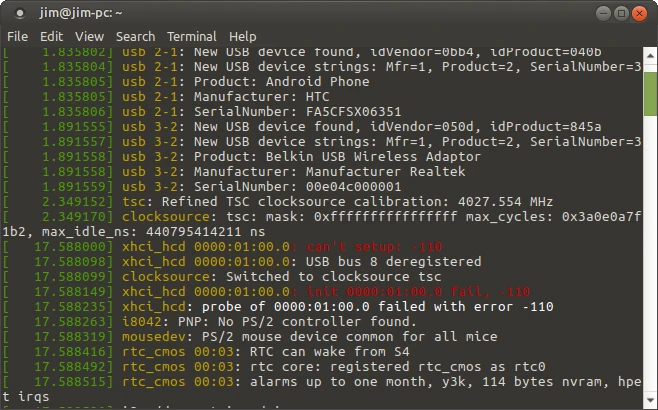 jim@jim-pc: ~
File Edit View Search Terminal Help
[    1.835802] usb 2-1: New USB device found, idVendor=0bb4, idProduct=040b
[    1.835804] usb 2-1: New USB device strings: Mfr=1, Product=2, SerialNumber=3
[    1.835805] usb 2-1: Product: Android Phone
[    1.835805] usb 2-1: Manufacturer: HTC
[    1.835806] usb 2-1: SerialNumber: FA5CFSX06351
[    1.891555] usb 3-2: New USB device found, idVendor=050d, idProduct=845a
[    1.891557] usb 3-2: New USB device strings: Mfr=1, Product=2, SerialNumber=3
[    1.891558] usb 3-2: Product: Belkin USB Wireless Adaptor
[    1.891558] usb 3-2: Manufacturer: Manufacturer Realtek
[    1.891559] usb 3-2: SerialNumber: 00e04c000001
[    2.349152] tsc: Refined TSC clocksource calibration: 4027.554 MHz
[    2.349170] clocksource: tsc: mask: 0xffffffffffffffff max_cycles: 0x3a0e0a7f
1b2, max_idle_ns: 440795414211 ns
[   17.588000] xhci_hcd 0000:01:00.0: can't setup: -110
[   17.588098] xhci_hcd 0000:01:00.0: USB bus 8 deregistered
[   17.588099] clocksource: Switched to clocksource tsc
[   17.588149] xhci_hcd 0000:01:00.0: init 0000:01:00.0 fail, -110
[   17.588235] xhci_hcd: probe of 0000:01:00.0 failed with error -110
[   17.588263] i8042: PNP: No PS/2 controller found.
[   17.588319] mousedev: PS/2 mouse device common for all mice
[   17.588416] rtc_cmos 00:03: RTC can wake from S4
[   17.588492] rtc_cmos 00:03: rtc core: registered rtc_cmos as rtc0
[   17.588515] rtc_cmos 00:03: alarms up to one month, y3k, 114 bytes nvram, hpe
t irqs